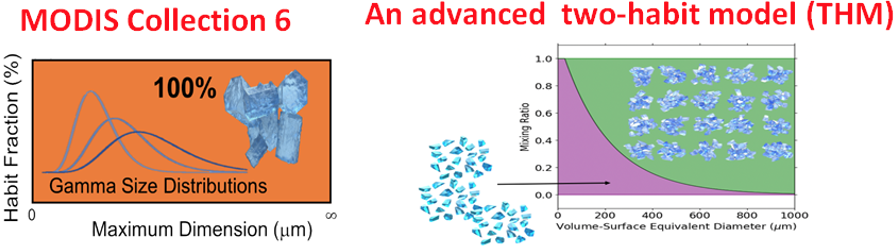 MODIS Collection 6
Habit Fraction (%)
100%
Gamma Size Distributions
0
∞
Maximum Dimension (μm)
An advanced two-habit model (THM)
Mixing Ratio
1.0
0.8
0.6
0.4
0.2
0.0
0 200 400 600 800 1000
Volume-Surface Equivalent Diameter (μm)